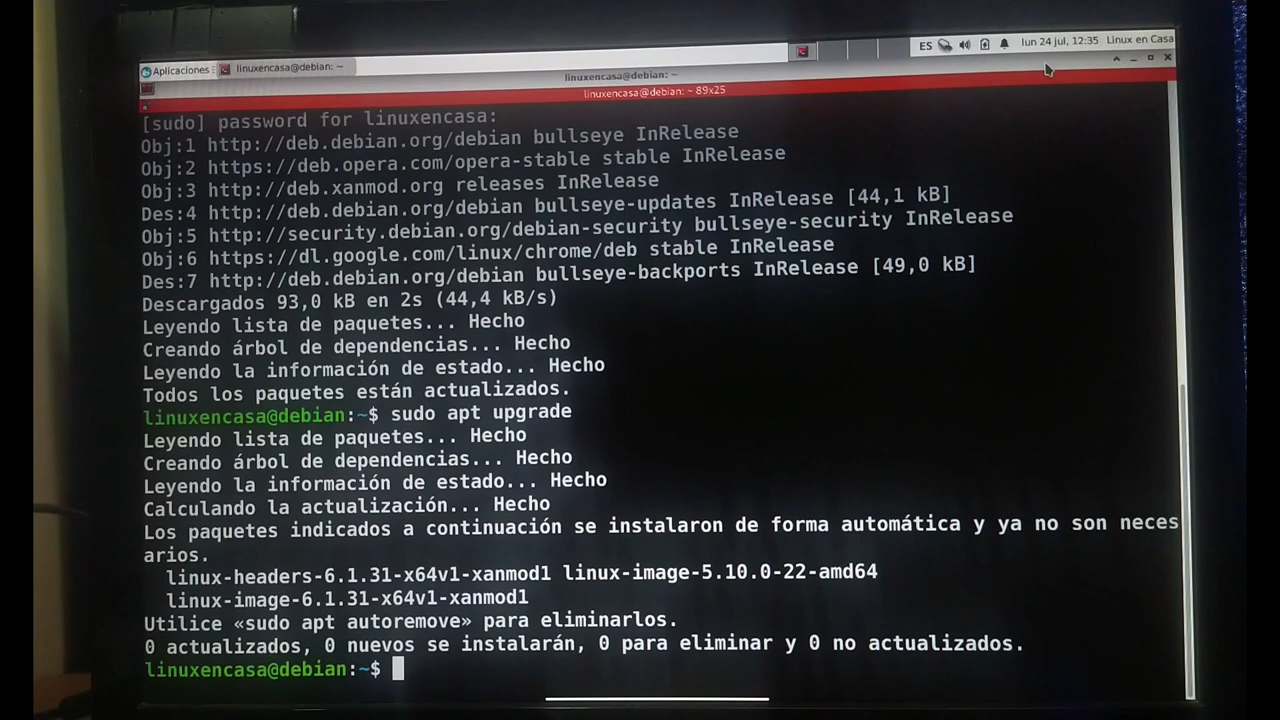 ES lun 24 jul, 12:35 Linux en Casa
Aplicaciones linuxencasa@debian: ~
linuxencasa@debian: ~
linuxencasa@debian: ~ 89x25
[sudo] password for linuxencasa:
Obj:1 http://deb.debian.org/debian bullseye InRelease
Obj:2 https://deb.opera.com/opera-stable stable InRelease
Obj:3 http://deb.xanmod.org releases InRelease
Des:4 http://deb.debian.org/debian bullseye-updates InRelease [44,1 kB]
Obj:5 http://security.debian.org/debian-security bullseye-security InRelease
Obj:6 https://dl.google.com/linux/chrome/deb stable InRelease
Des:7 http://deb.debian.org/debian bullseye-backports InRelease [49,0 kB]
Descargados 93,0 kB en 2s (44,4 kB/s)
Leyendo lista de paquetes... Hecho
Creando árbol de dependencias... Hecho
Leyendo la información de estado... Hecho
Todos los paquetes están actualizados.
linuxencasa@debian:~$ sudo apt upgrade
Leyendo lista de paquetes... Hecho
Creando árbol de dependencias... Hecho
Leyendo la información de estado... Hecho
Calculando la actualización... Hecho
Los paquetes indicados a continuación se instalaron de forma automática y ya no son neces
arios.
linux-headers-6.1.31-x64v1-xanmod1 linux-image-5.10.0-22-amd64
linux-image-6.1.31-x64v1-xanmod1
Utilice «sudo apt autoremove» para eliminarlos.
0 actualizados, 0 nuevos se instalarán, 0 para eliminar y 0 no actualizados.
linuxencasa@debian:~$